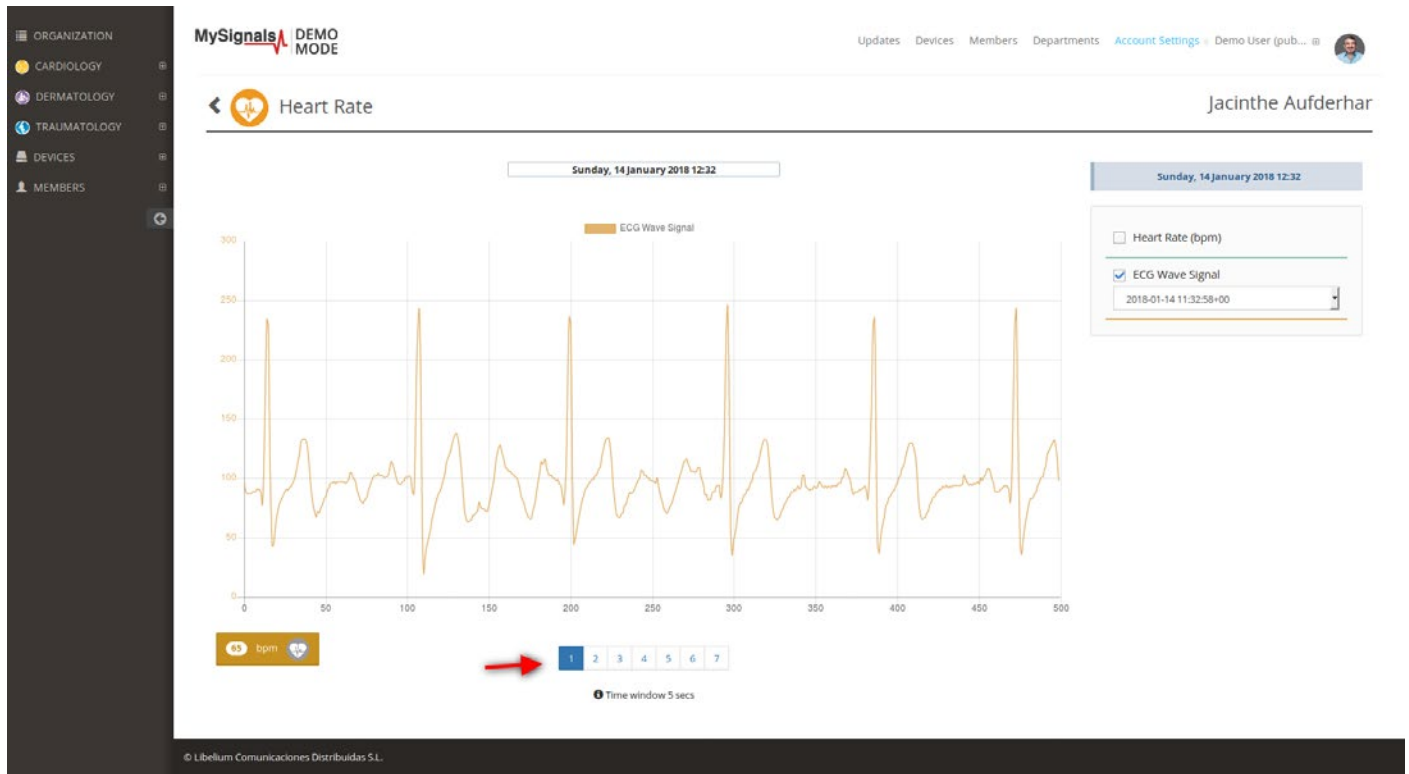 ORGANIZATION
CARDIOLOGY
DERMATOLOGY
TRAUMATOLOGY
DEVICES
MEMBERS
MySignals DEMO MODE
Updates Devices Members Departments Account Settings Demo User (pub...
Heart Rate
Jacinthe Aufderhar
Sunday, 14 January 2018 12:32
Sunday, 14 January 2018 12:32
ECG Wave Signal
Heart Rate (bpm)
ECG Wave Signal
2018-01-14 11:32:58+00
300
250
200
150
100
50
0
0 50 100 150 200 250 300 350 400 450 500
65 bpm
1 2 3 4 5 6 7
Time window 5 secs
© Libelium Comunicaciones Distribuidas S.L.